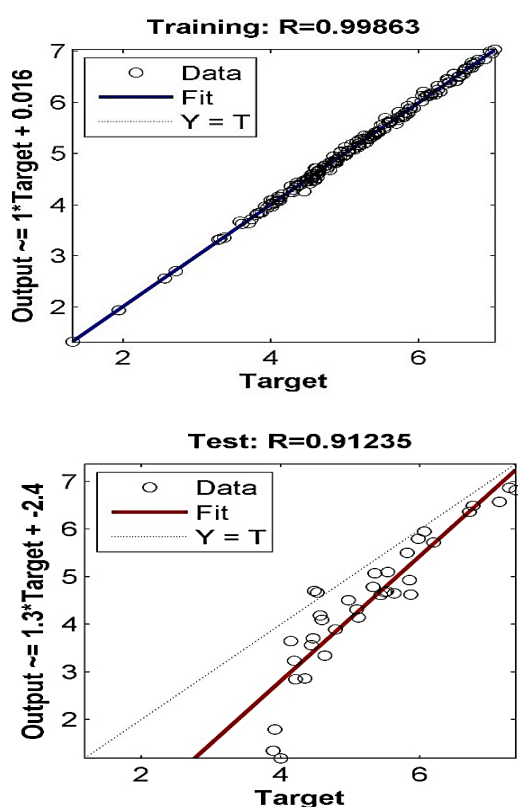 Training: R=0.99863
Output ~= 1*Target + 0.016
7
6
5
4
3
2
Data
Fit
Y = T
2
4
6
Target
Test: R=0.91235
Output ~= 1.3*Target + -2.4
7
6
5
4
3
2
Data
Fit
Y = T
2
4
6
Target